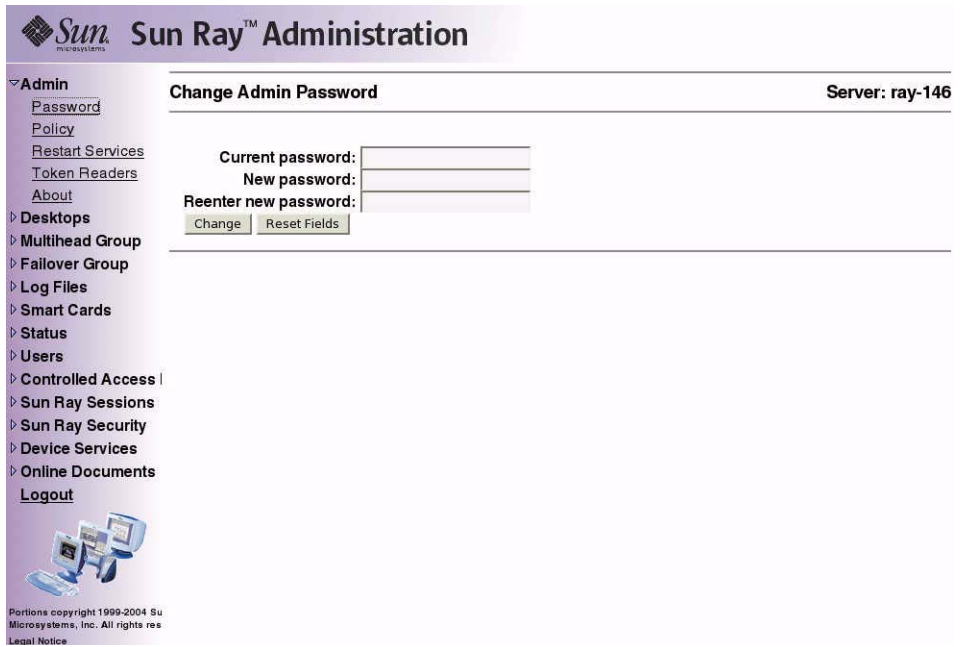 Sun microsystems Sun Ray™ Administration
Admin
Password
Policy
Restart Services
Token Readers
About
Desktops
Multihead Group
Failover Group
Log Files
Smart Cards
Status
Users
Controlled Access
Sun Ray Sessions
Sun Ray Security
Device Services
Online Documents
Logout
Portions copyright 1999-2004 Su
Microsystems, Inc. All rights res
Legal Notice
Change Admin Password Server: ray-146
Current password:
New password:
Reenter new password:
Change Reset Fields